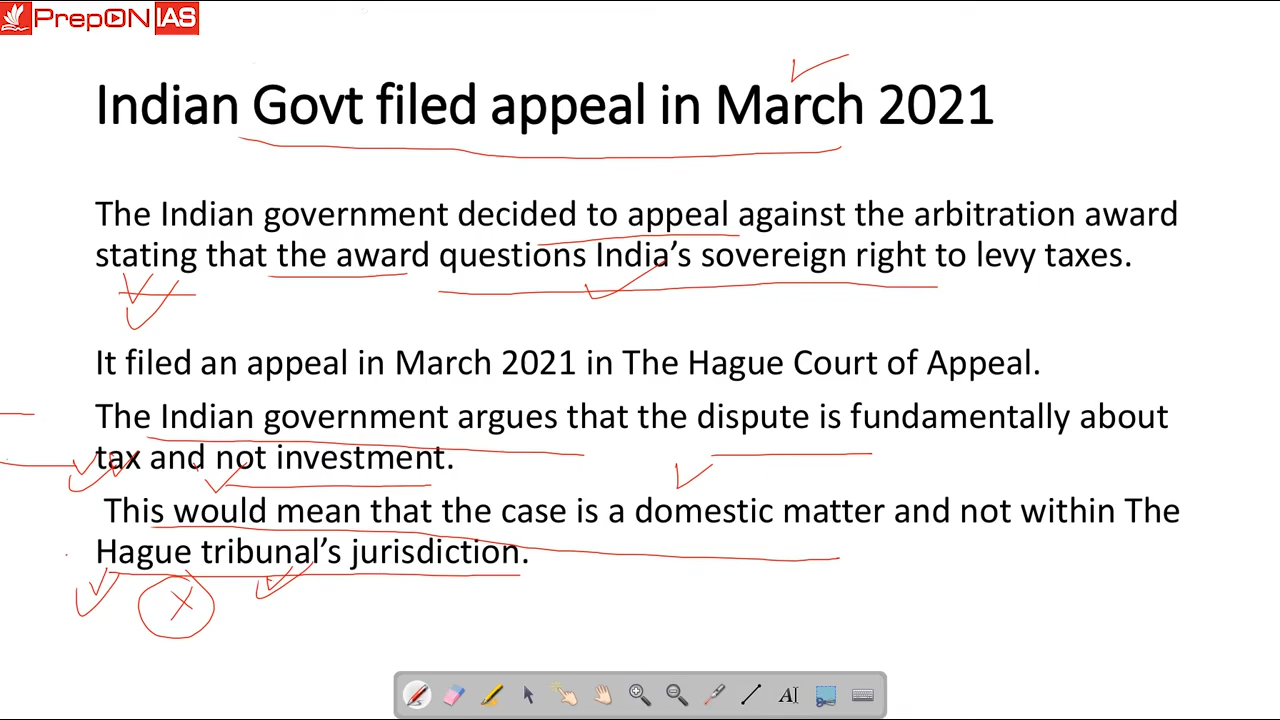 PrepON IAS
Indian Govt filed appeal in March 2021
The Indian government decided to appeal against the arbitration award
stating that the award questions India's sovereign right to levy taxes.
It filed an appeal in March 2021 in The Hague Court of Appeal.
The Indian government argues that the dispute is fundamentally about
tax and not investment.
This would mean that the case is a domestic matter and not within The
Hague tribunal's jurisdiction.